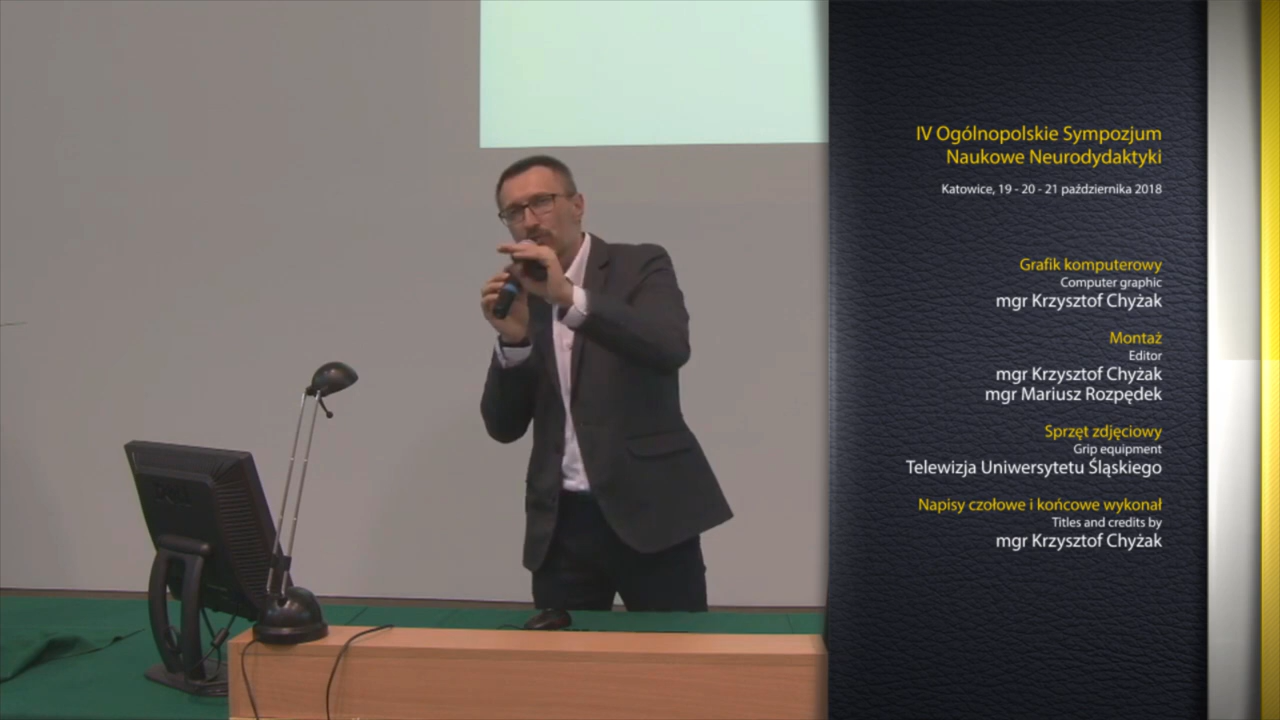 IV Ogólnopolskie Sympozjum
Naukowe Neurodydaktyki
Katowice, 19 - 20 - 21 października 2018
Grafik komputerowy
Computer graphic
mgr Krzysztof Chyżak
Montaż
Editor
mgr Krzysztof Chyżak
mgr Mariusz Rozpędek
Sprzęt zdjęciowy
Grip equipment
Telewizja Uniwersytetu Śląskiego
Napisy czołowe i końcowe wykonał
Titles and credits by
mgr Krzysztof Chyżak